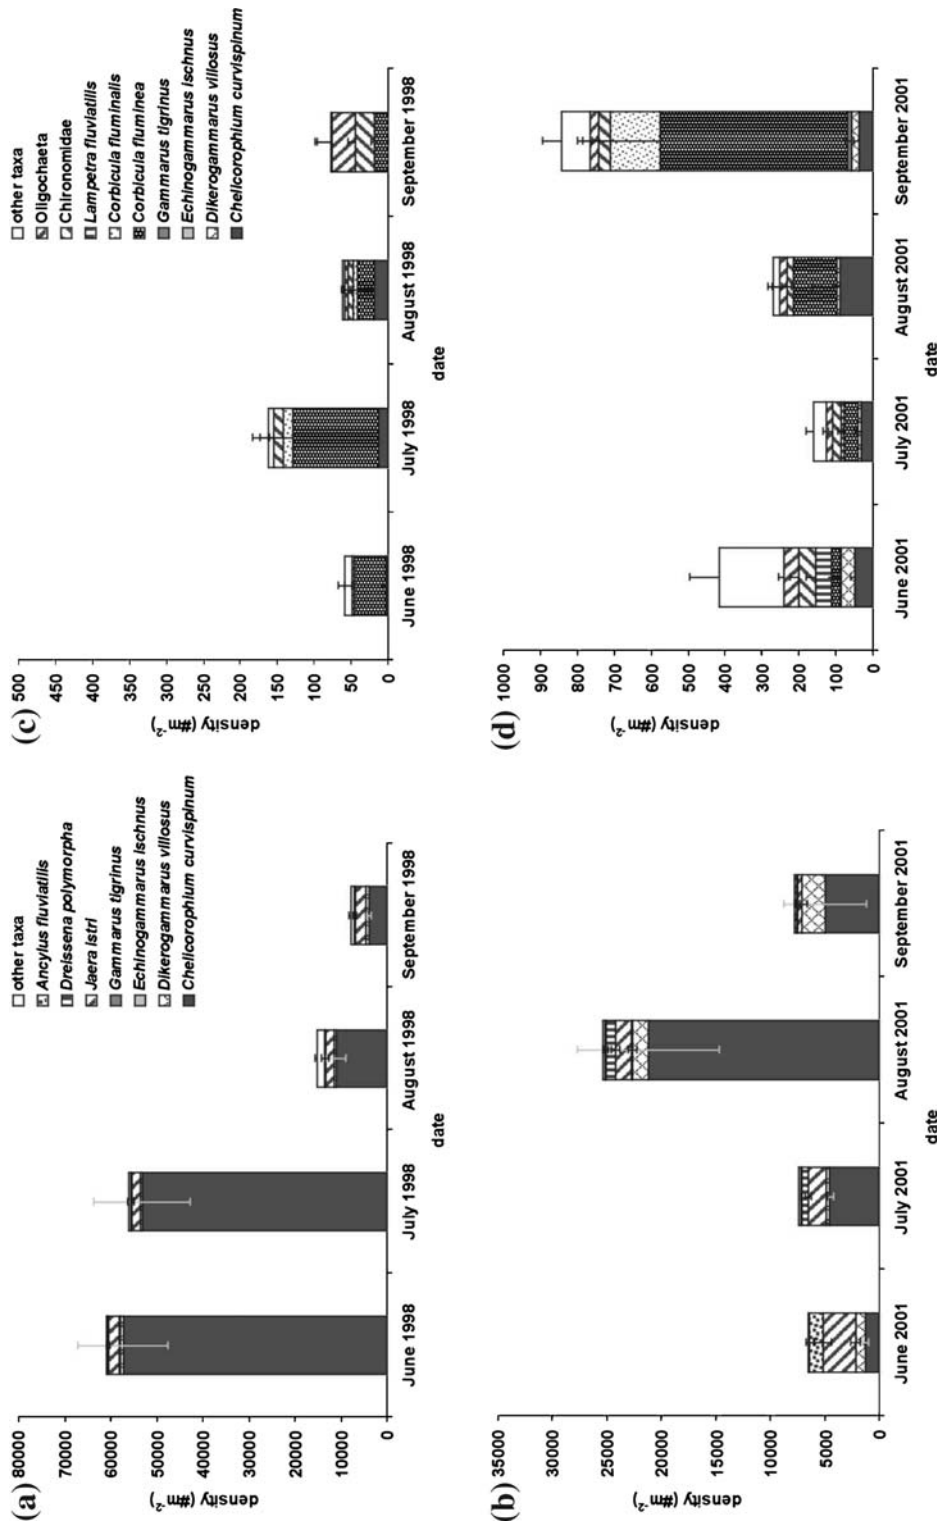 (a)
80000
70000
60000
50000
40000
30000
20000
10000
0
density (#m-2)
June 1998
July 1998
August 1998
September 1998
date
other taxa
Ancylus fluviatilis
Dreissena polymorpha
Jaera istri
Gammarus tigrinus
Echinogammarus ischnus
Dikerogammarus villosus
Chelicorophium curvispinum
(c)
500
450
400
350
300
250
200
150
100
50
0
density (#m-2)
June 1998
July 1998
August 1998
September 1998
date
other taxa
Oligochaeta
Chironomidae
Lampetra fluviatilis
Corbicula fluminalis
Corbicula fluminea
Gammarus tigrinus
Echinogammarus ischnus
Dikerogammarus villosus
Chelicorophium curvispinum
(b)
35000
30000
25000
20000
15000
10000
5000
0
density (#m-2)
June 2001
July 2001
August 2001
September 2001
date
(d)
1000
900
800
700
600
500
400
300
200
100
0
density (#m-2)
June 2001
July 2001
August 2001
September 2001
date